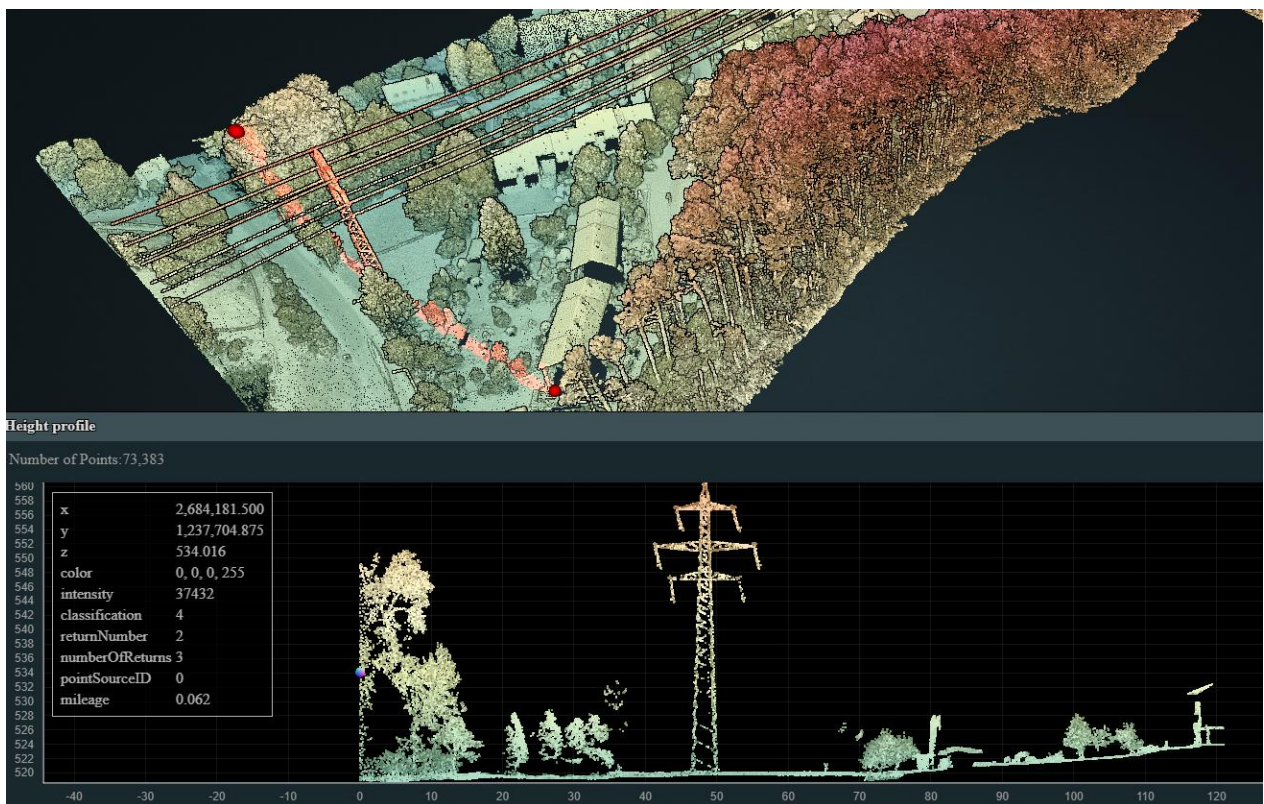 Height profile
Number of Points:73,383
x 2,684,181.500
y 1,237,704.875
z 534.016
color 0, 0, 0, 255
intensity 37432
classification 4
returnNumber 2
numberOfReturns 3
pointSourceID 0
mileage 0.062
560
558
556
554
552
550
548
546
544
542
540
538
536
534
532
530
528
526
524
522
520
-40 -30 -20 -10 0 10 20 30 40 50 60 70 80 90 100 110 120